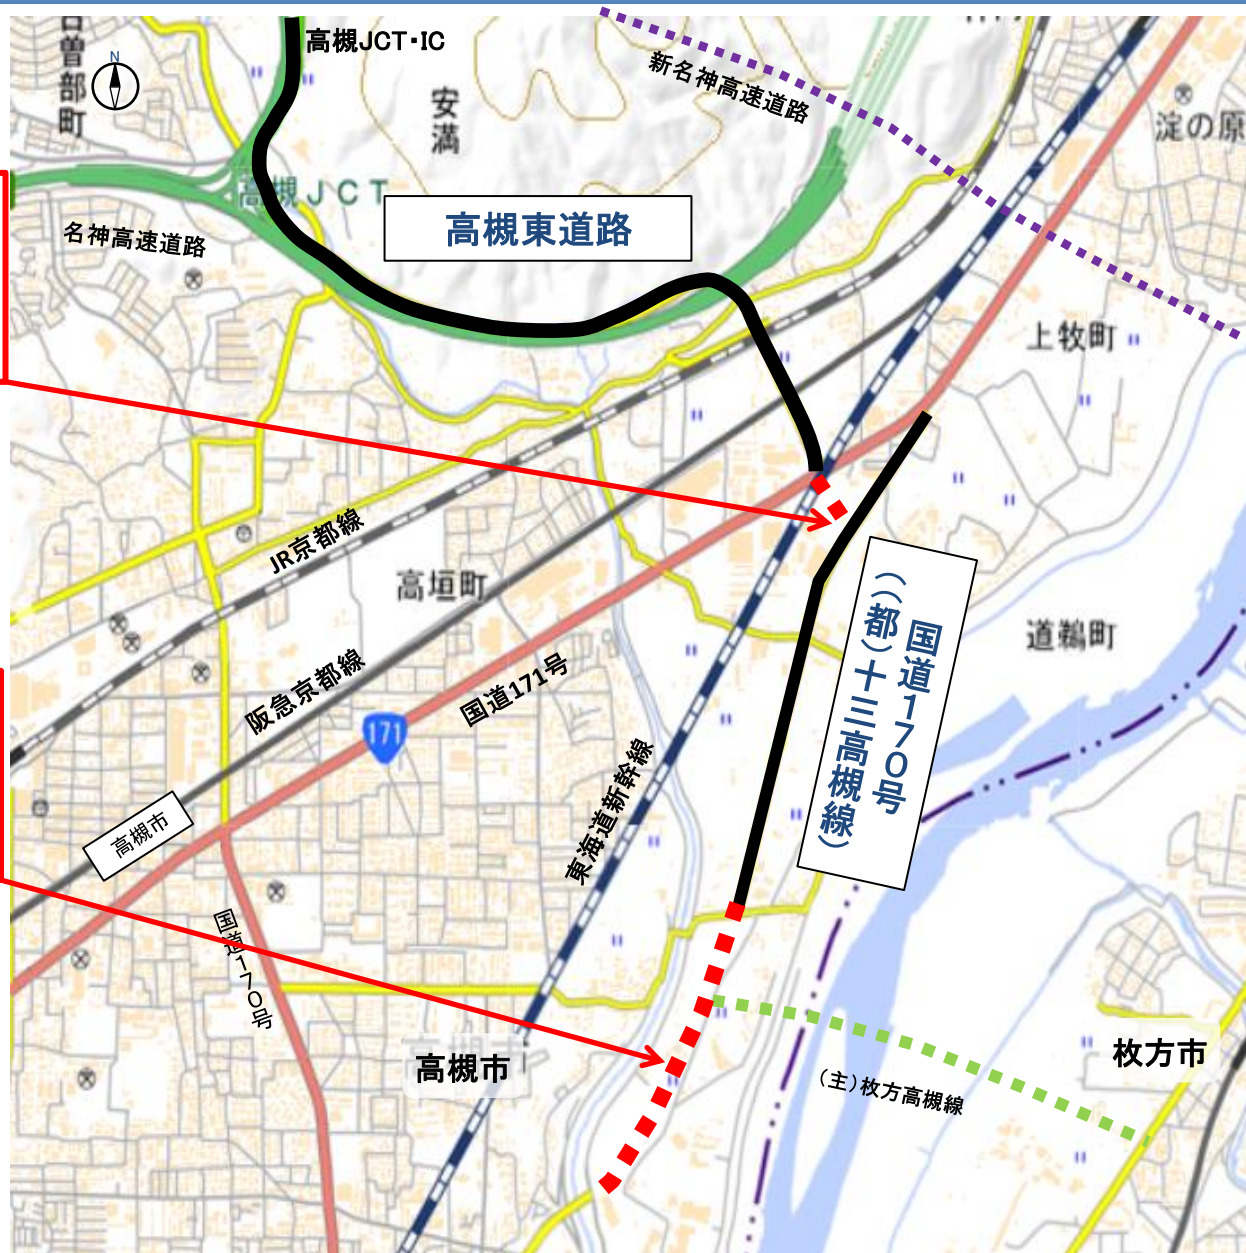 高槻JCT・IC
曽部町
N
安満
新名神高速道路
淀の原
高槻JCT
高槻東道路
名神高速道路
上牧町
JR京都線
高垣町
国道170号
((都)十三高槻線)
道鵜町
阪急京都線
国道171号
171
東海道新幹線
高槻市
国道170号
高槻市
枚方市
(主)枚方高槻線